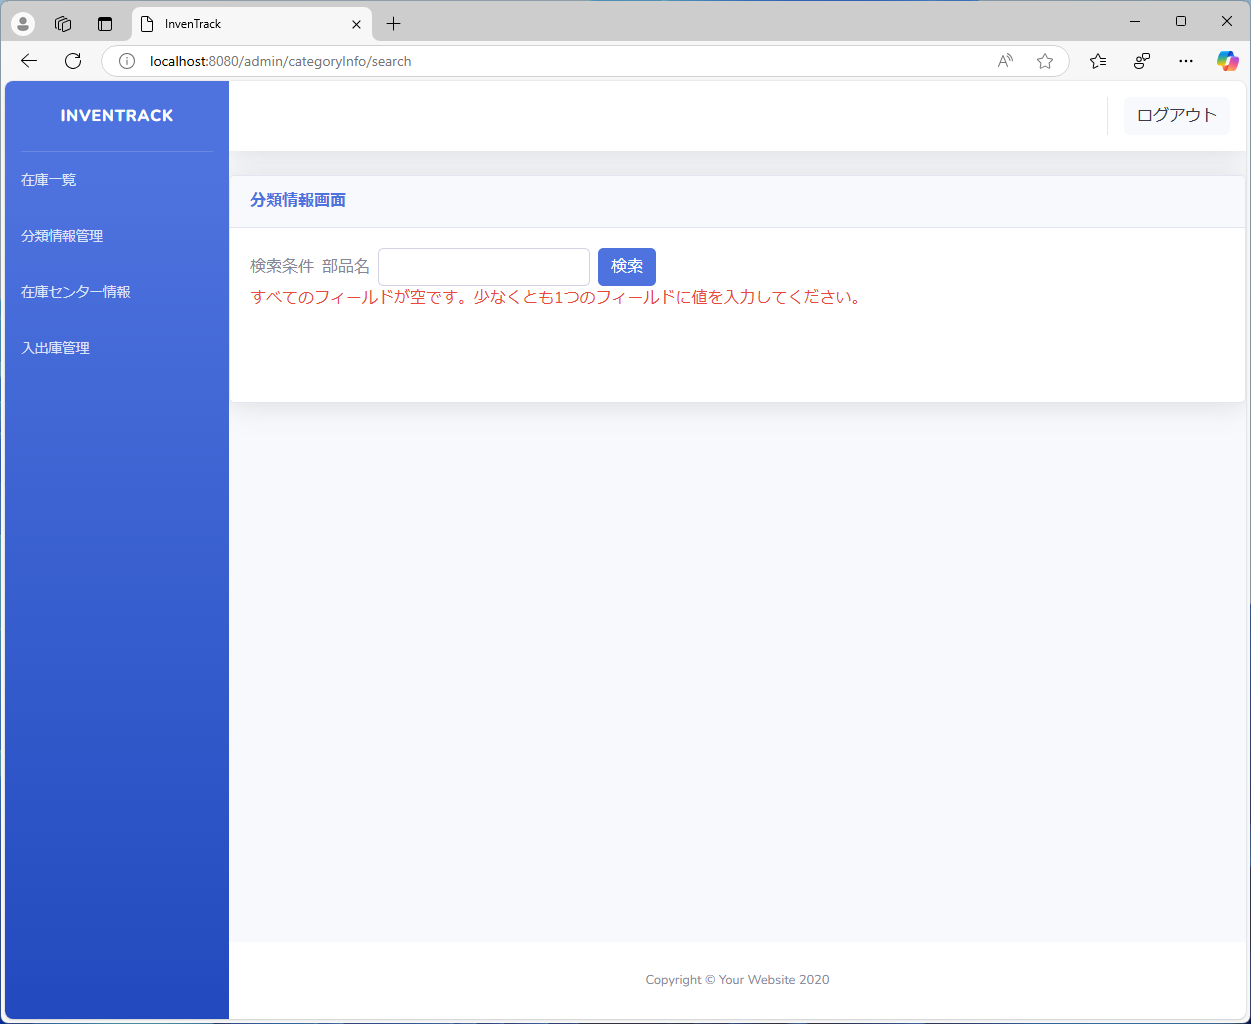 InvenTrack
localhost:8080/admin/categoryInfo/search
INVENTRACK
ログアウト
在庫一覧
分類情報管理
在庫センター情報
入出庫管理
分類情報画面
検索条件 部品名 検索
すべてのフィールドが空です。少なくとも1つのフィールドに値を入力してください。
Copyright © Your Website 2020